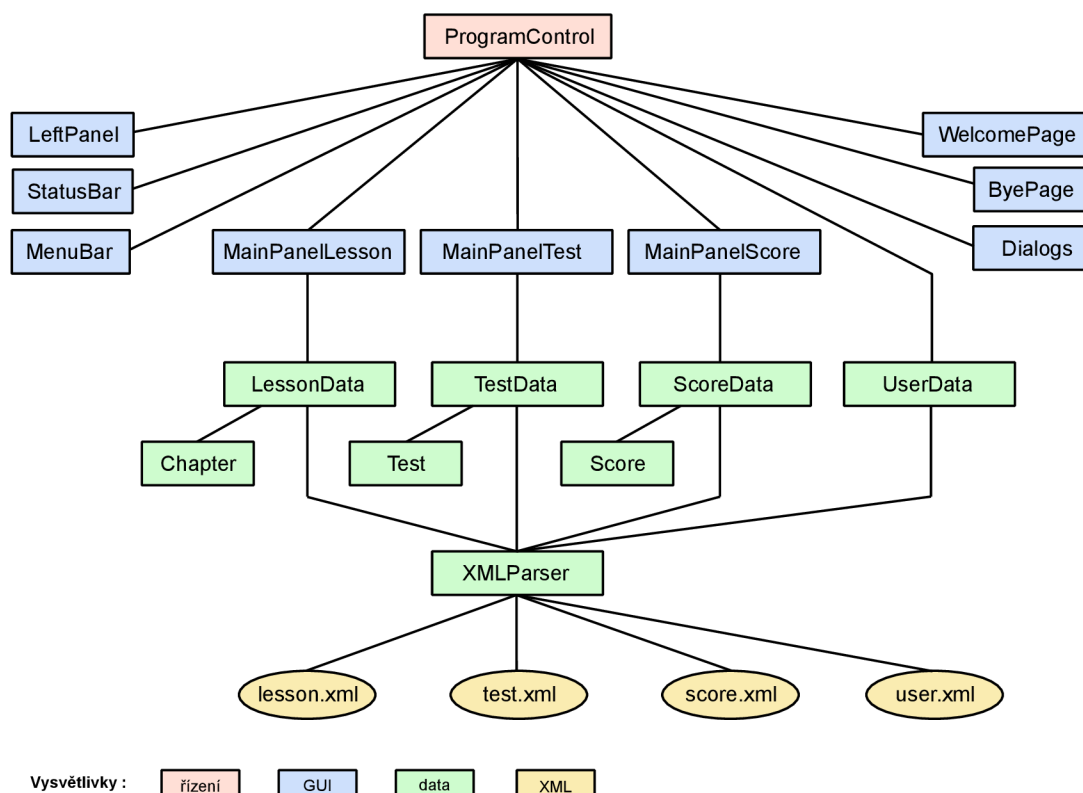 ProgramControl
LeftPanel
WelcomePage
StatusBar
ByePage
MenuBar
MainPanelLesson
MainPanelTest
MainPanelScore
Dialogs
LessonData
TestData
ScoreData
UserData
Chapter
Test
Score
XMLParser
lesson.xml
test.xml
score.xml
user.xml
Vysvětlivky :
řízení
GUI
data
XML